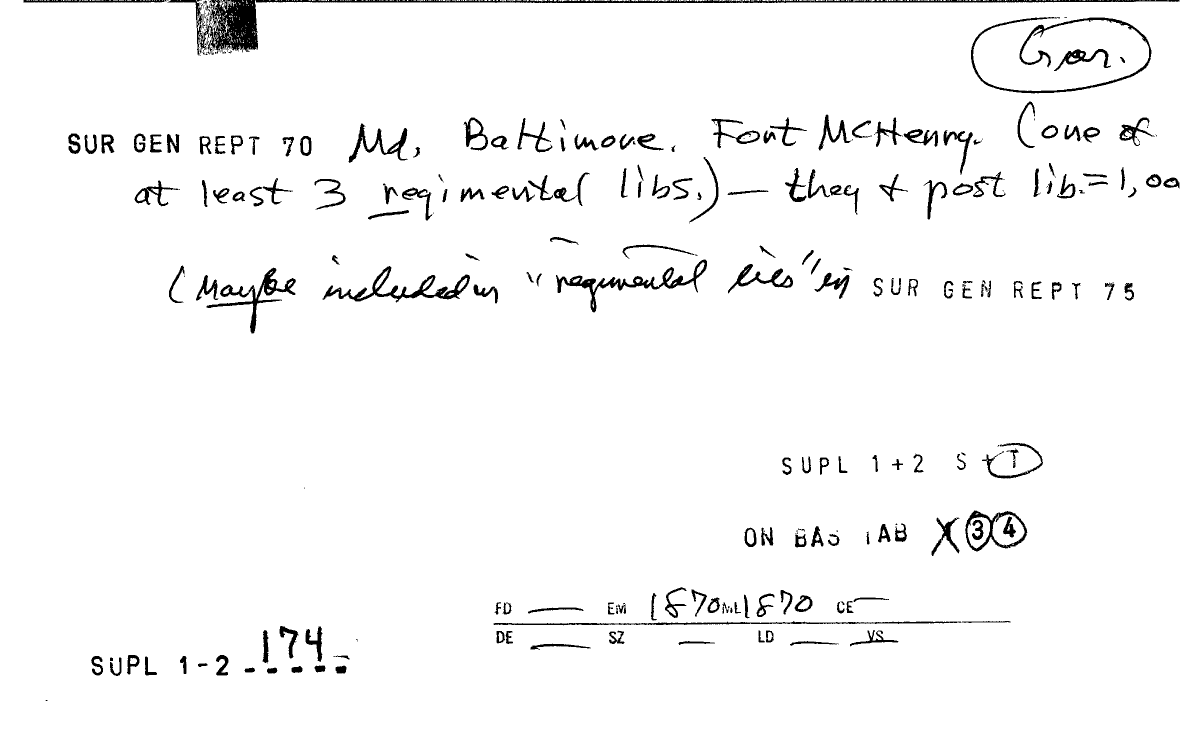 Gar.
SUR GEN REPT 70 Md, Baltimore. Fort McHenry. (one of
at least 3 regimental libs.) — they + post lib. = 1,00
(Maybe included in "regimental libs" in SUR GEN REPT 75
SUPL 1+2 S + T
ON BAS TAB X 3 4
FD — EM 1870 ML 1870 CE —
DE — SZ — LD — VS —
SUPL 1-2 174